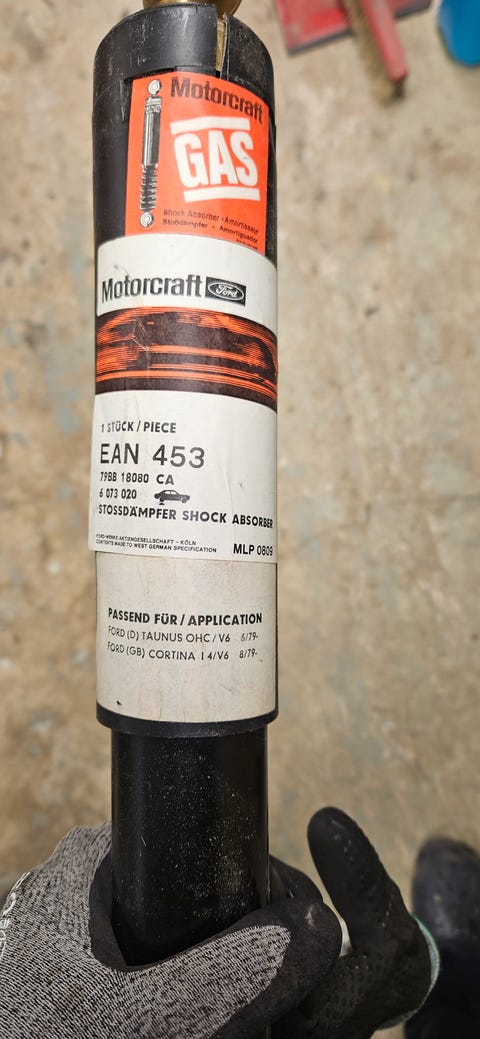 Motorcraft
GAS
Shock Absorber · Amortisseur
Stoßdämpfer · Amortiguador
Motorcraft Ford
1 STÜCK / PIECE
EAN 453
79BB 18080 CA
6 073 020
STOSSDÄMPFER SHOCK ABSORBER
FORD-WERKE AKTIENGESELLSCHAFT – KÖLN
CONTENTS MADE TO WEST GERMAN SPECIFICATION
MLP 0809
PASSEND FÜR / APPLICATION
FORD (D) TAUNUS OHC / V6 6/79-
FORD (GB) CORTINA 14/V6 8/79-